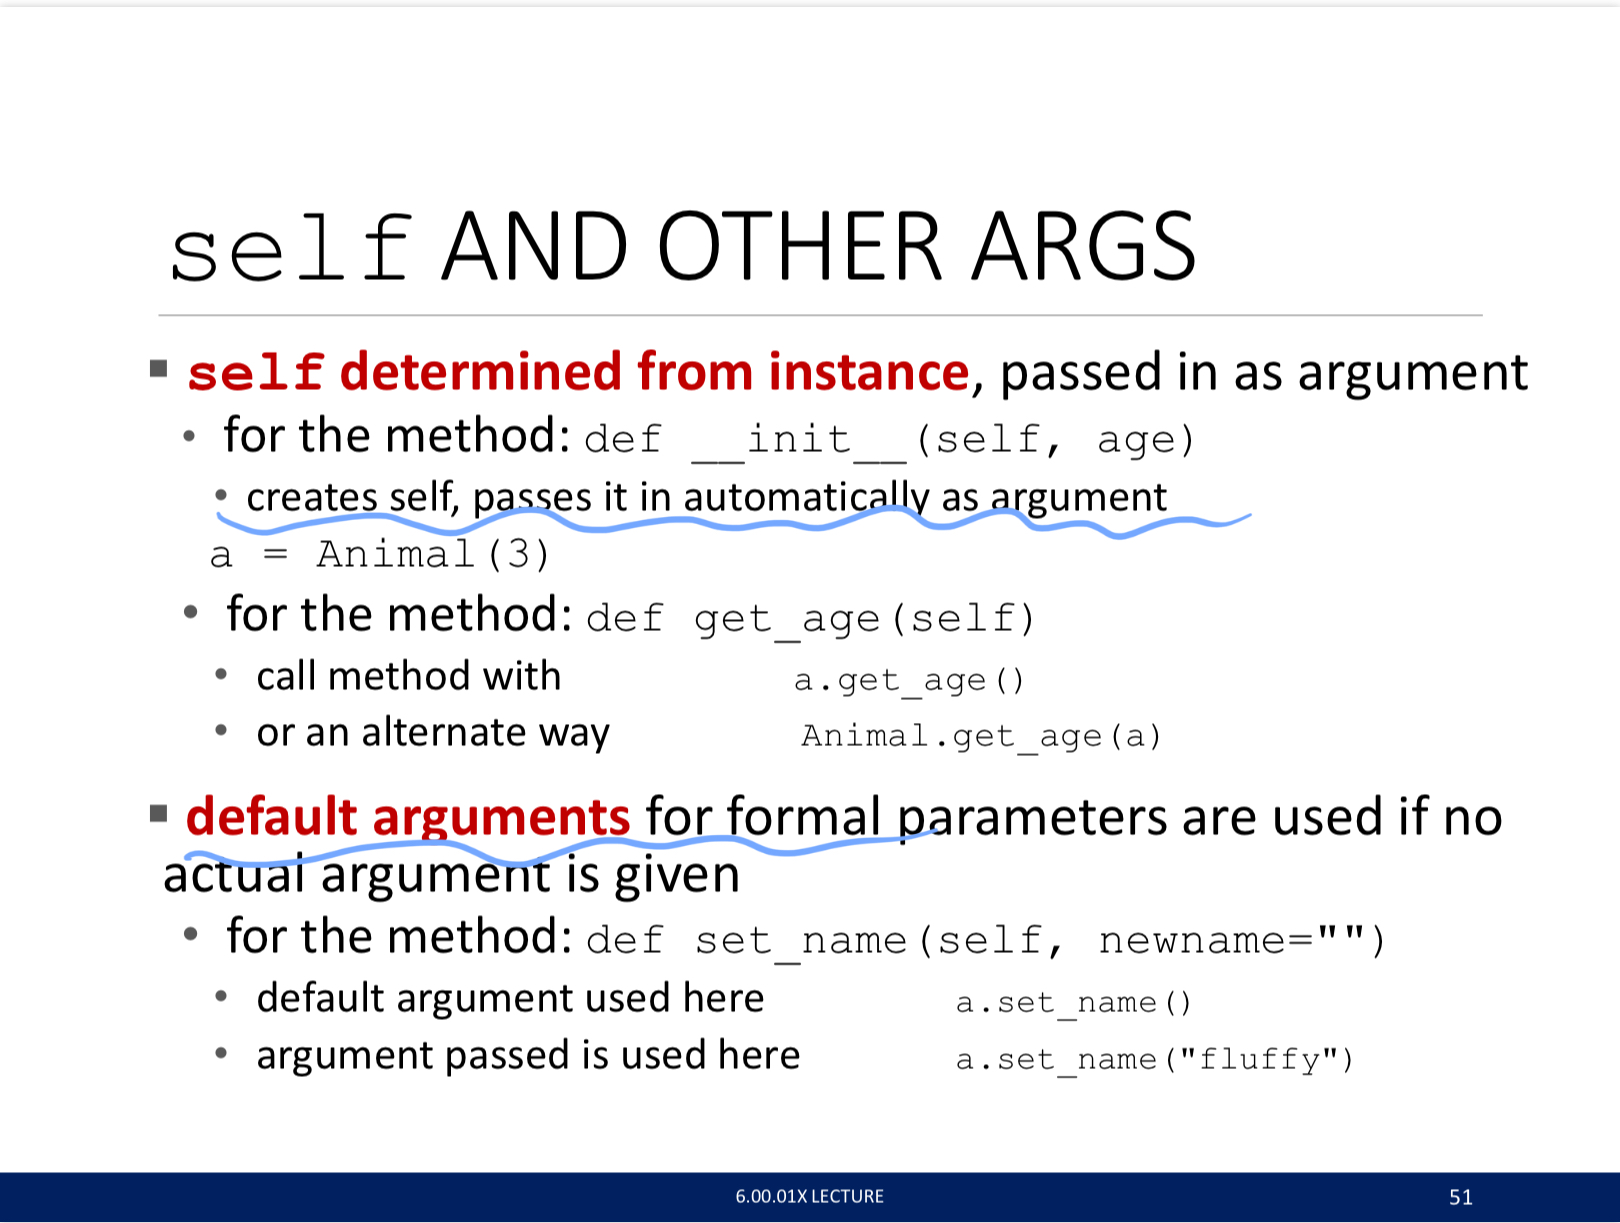 self AND OTHER ARGS
▪ self determined from instance, passed in as argument
• for the method: def __init__(self, age)
• creates self, passes it in automatically as argument
a = Animal(3)
• for the method: def get_age(self)
• call method with a.get_age()
• or an alternate way Animal.get_age(a)
▪ default arguments for formal parameters are used if no
actual argument is given
• for the method: def set_name(self, newname="")
• default argument used here a.set_name()
• argument passed is used here a.set_name("fluffy")
6.00.01X LECTURE 51